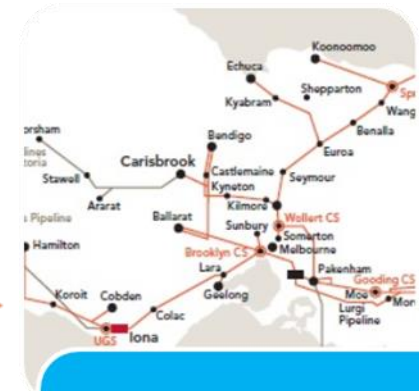 Koonoomoo
Echuca
Shepparton
Kyabram
Benalla
Bendigo
Euroa
Stawell
Carisbrook
Castlemaine
Kyneton
Seymour
Ararat
Kilmore
Ballarat
Sunbury
Wollert CS
Somerton
Melbourne
Pipeline
Hamilton
Brooklyn CS
Lara
Pakenham
Gooding CS
Koroit
Cobden
Geelong
Moe
Lurgi
Pipeline
Colac
UGS
Iona